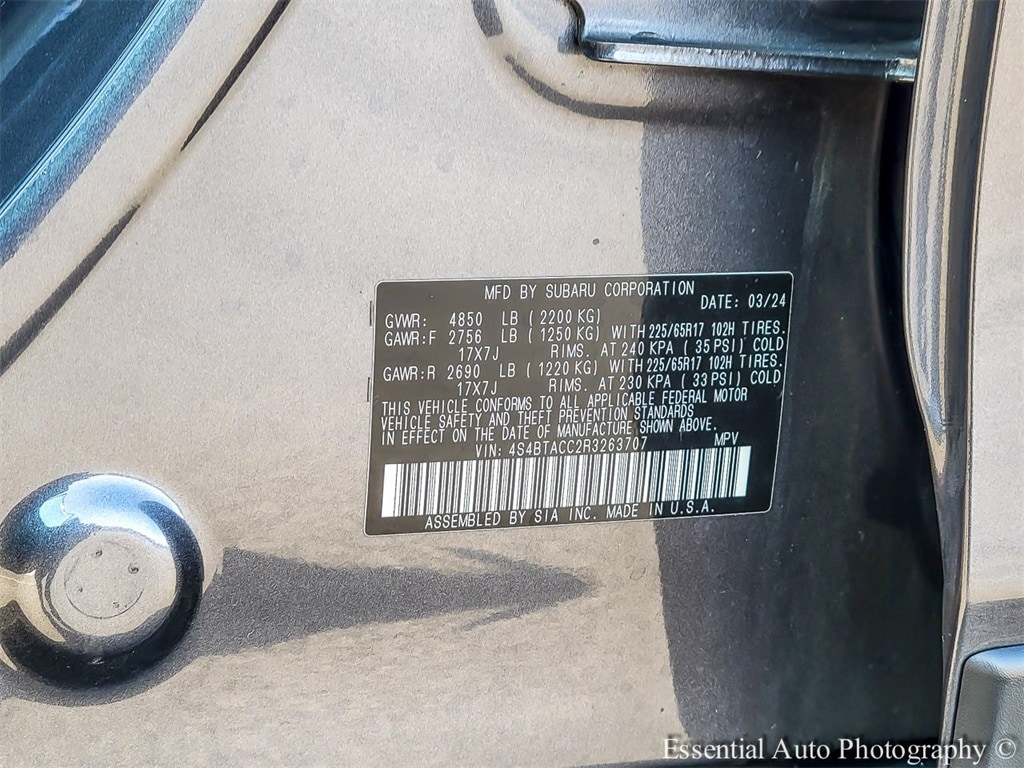 MFD BY SUBARU CORPORATION
DATE: 03/24
GVWR: 4850 LB ( 2200 KG)
GAWR:F 2756 LB ( 1250 KG) WITH 225/65R17 102H TIRES.
17X7J RIMS. AT 240 KPA ( 35 PSI) COLD
GAWR:R 2690 LB ( 1220 KG) WITH 225/65R17 102H TIRES.
17X7J RIMS. AT 230 KPA ( 33 PSI) COLD
THIS VEHICLE CONFORMS TO ALL APPLICABLE FEDERAL MOTOR
VEHICLE SAFETY AND THEFT PREVENTION STANDARDS
IN EFFECT ON THE DATE OF MANUFACTURE SHOWN ABOVE.
VIN: 4S4BTACC2R3263707 MPV
ASSEMBLED BY SIA INC. MADE IN U.S.A.
Essential Auto Photography ©